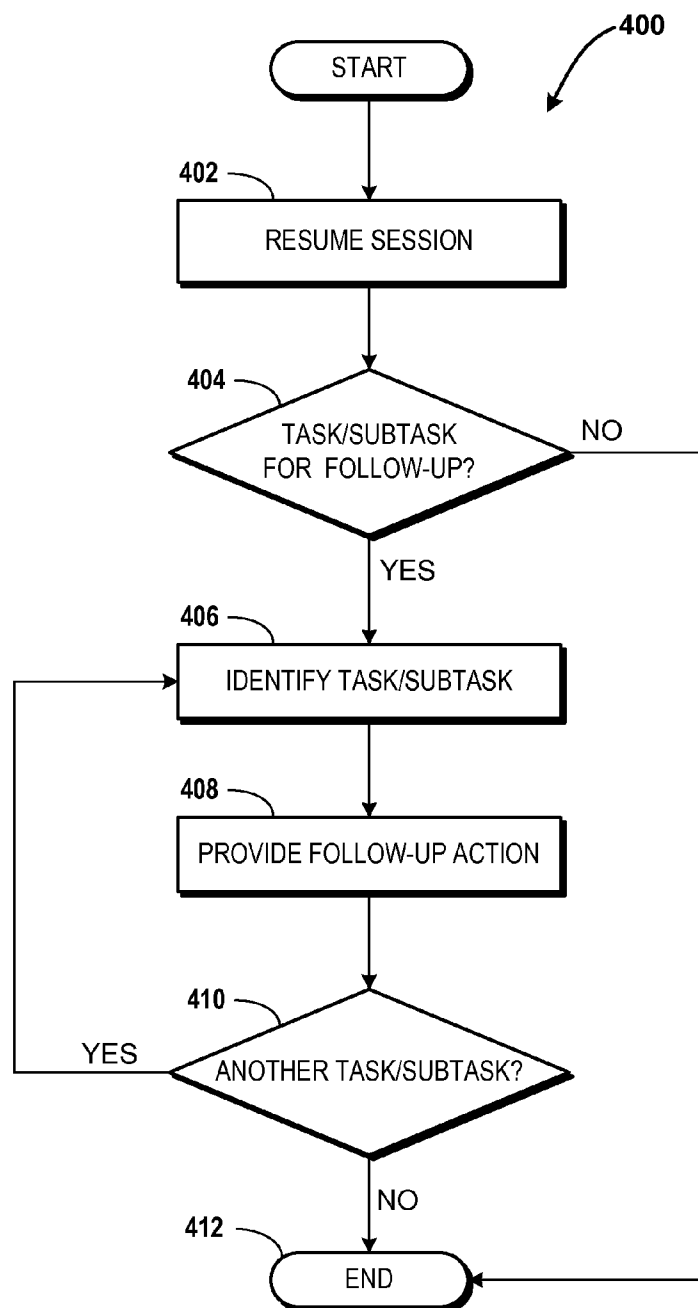 400
START
402
RESUME SESSION
404
TASK/SUBTASK
FOR FOLLOW-UP?
NO
YES
406
IDENTIFY TASK/SUBTASK
408
PROVIDE FOLLOW-UP ACTION
410
YES
ANOTHER TASK/SUBTASK?
NO
412
END